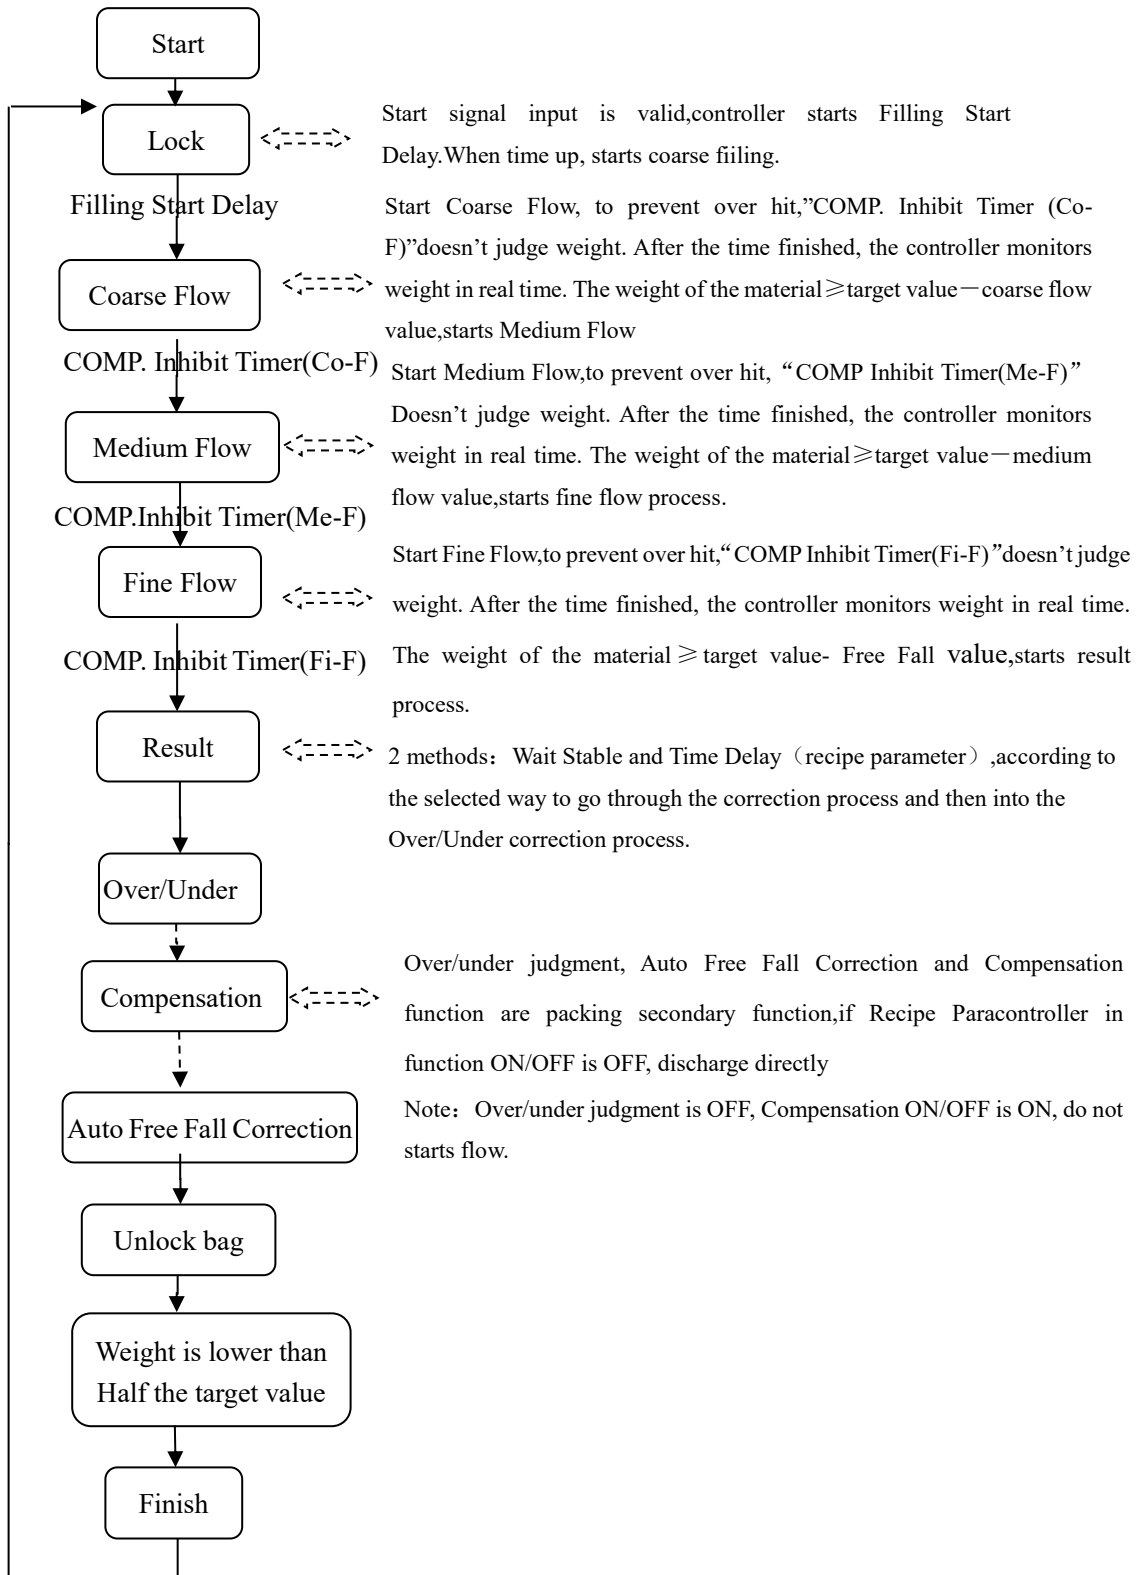 Start
Lock
Start signal input is valid,controller starts Filling Start
Delay.When time up, starts coarse fiiling.
Filling Start Delay
Coarse Flow
Start Coarse Flow, to prevent over hit,”COMP. Inhibit Timer (Co-
F)”doesn’t judge weight. After the time finished, the controller monitors
weight in real time. The weight of the material≥target value—coarse flow
value,starts Medium Flow
COMP. Inhibit Timer(Co-F)
Medium Flow
Start Medium Flow,to prevent over hit, “COMP Inhibit Timer(Me-F)”
Doesn’t judge weight. After the time finished, the controller monitors
weight in real time. The weight of the material≥target value—medium
flow value,starts fine flow process.
COMP.Inhibit Timer(Me-F)
Fine Flow
Start Fine Flow,to prevent over hit,“COMP Inhibit Timer(Fi-F)”doesn’t judge
weight. After the time finished, the controller monitors weight in real time.
The weight of the material≥target value- Free Fall value,starts result
process.
COMP. Inhibit Timer(Fi-F)
Result
2 methods：Wait Stable and Time Delay（recipe parameter）,according to
the selected way to go through the correction process and then into the
Over/Under correction process.
Over/Under
Compensation
Over/under judgment, Auto Free Fall Correction and Compensation
function are packing secondary function,if Recipe Paracontroller in
function ON/OFF is OFF, discharge directly
Note：Over/under judgment is OFF, Compensation ON/OFF is ON, do not
starts flow.
Auto Free Fall Correction
Unlock bag
Weight is lower than
Half the target value
Finish